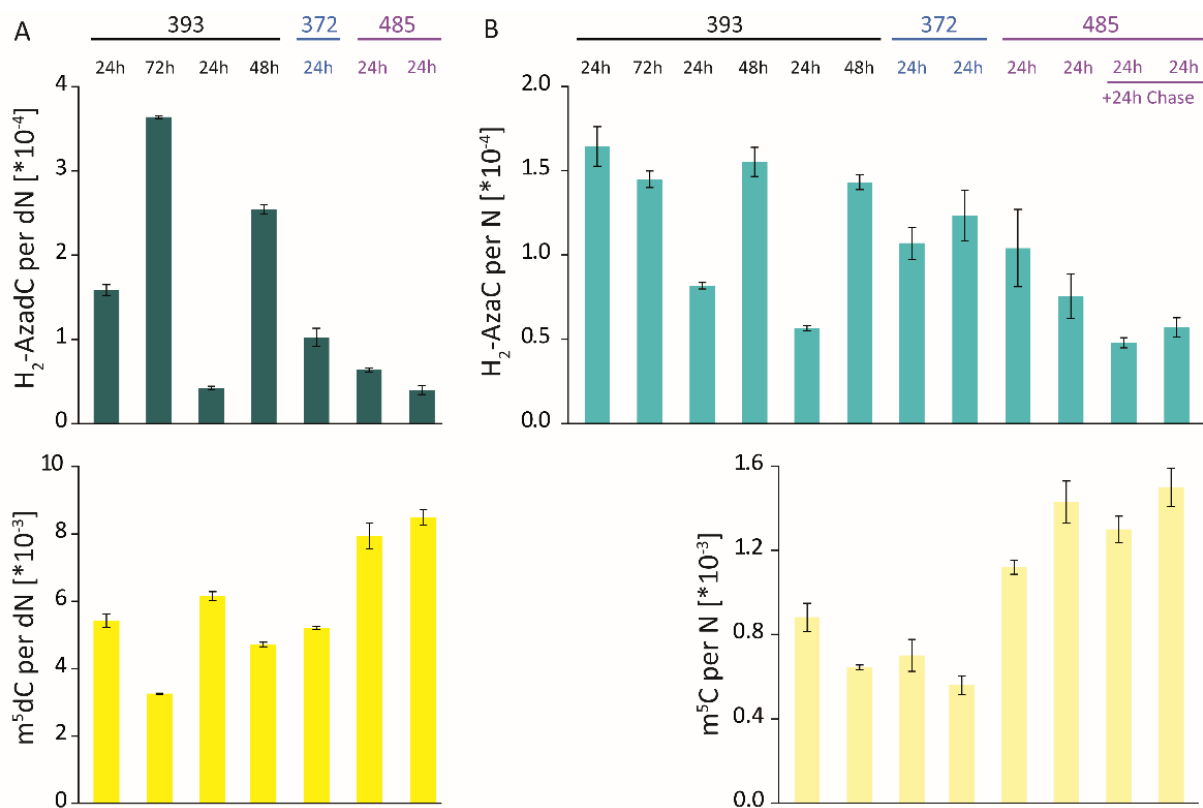 A
393 372 485
24h 72h 24h 48h 24h 24h 24h
4
3
2
1
0
H2-AzadC per dN [*10-4)
10
8
6
4
2
0
m5dC per dN [*10-3)
B
393 372 485
24h 72h 24h 48h 24h 48h 24h 24h 24h 24h 24h 24h
+24h Chase
2.0
1.5
1.0
0.5
0.0
H2-AzaC per N [*10-4)
1.6
1.2
0.8
0.4
0.0
m5C per N [*10-3)